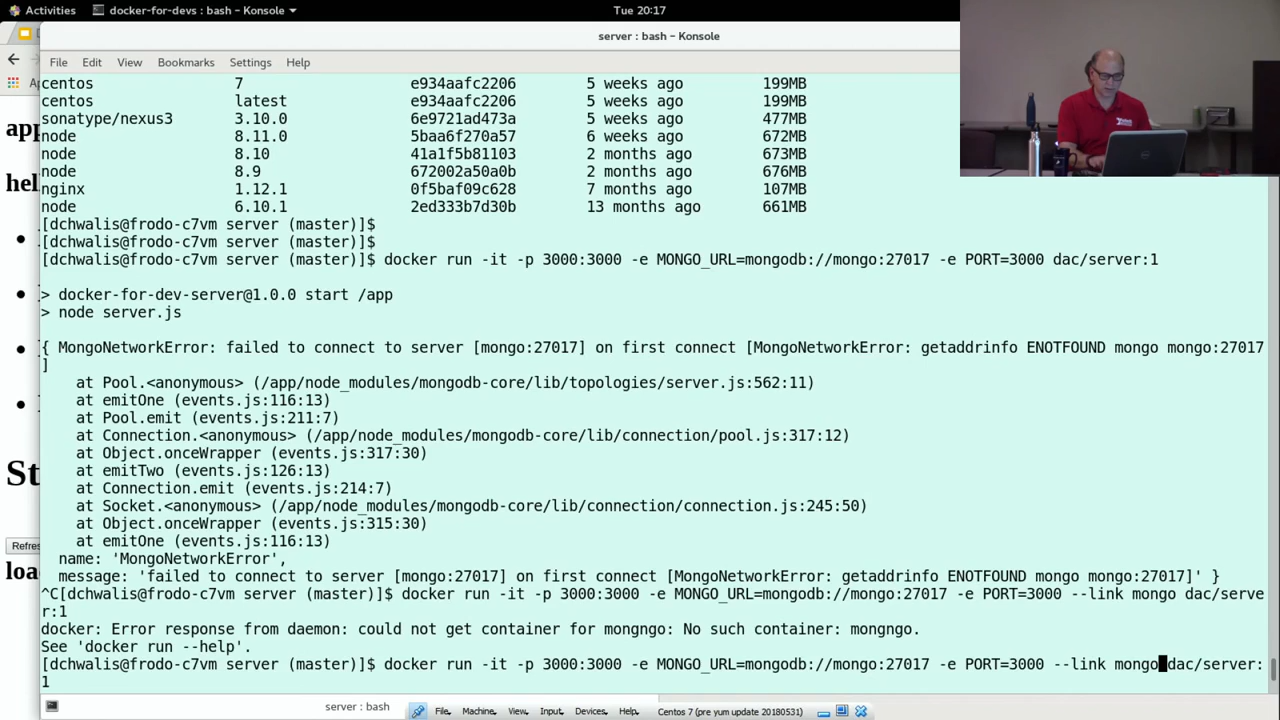 Activities docker-for-devs : bash – Konsole Tue 20:17
server : bash – Konsole
File Edit View Bookmarks Settings Help
centos 7 e934aafc2206 5 weeks ago 199MB
centos latest e934aafc2206 5 weeks ago 199MB
sonatype/nexus3 3.10.0 6e9721ad473a 5 weeks ago 477MB
node 8.11.0 5baa6f270a57 6 weeks ago 672MB
node 8.10 41a1f5b81103 2 months ago 673MB
node 8.9 672002a50a0b 2 months ago 676MB
nginx 1.12.1 0f5baf09c628 7 months ago 107MB
node 6.10.1 2ed333b7d30b 13 months ago 661MB
[dchwalis@frodo-c7vm server (master)]$
[dchwalis@frodo-c7vm server (master)]$
[dchwalis@frodo-c7vm server (master)]$ docker run -it -p 3000:3000 -e MONGO_URL=mongodb://mongo:27017 -e PORT=3000 dac/server:1
> docker-for-dev-server@1.0.0 start /app
> node server.js
{ MongoNetworkError: failed to connect to server [mongo:27017] on first connect [MongoNetworkError: getaddrinfo ENOTFOUND mongo mongo:27017
]
at Pool.<anonymous> (/app/node_modules/mongodb-core/lib/topologies/server.js:562:11)
at emitOne (events.js:116:13)
at Pool.emit (events.js:211:7)
at Connection.<anonymous> (/app/node_modules/mongodb-core/lib/connection/pool.js:317:12)
at Object.onceWrapper (events.js:317:30)
at emitTwo (events.js:126:13)
at Connection.emit (events.js:214:7)
at Socket.<anonymous> (/app/node_modules/mongodb-core/lib/connection/connection.js:245:50)
at Object.onceWrapper (events.js:315:30)
at emitOne (events.js:116:13)
name: 'MongoNetworkError',
message: 'failed to connect to server [mongo:27017] on first connect [MongoNetworkError: getaddrinfo ENOTFOUND mongo mongo:27017]' }
^C[dchwalis@frodo-c7vm server (master)]$ docker run -it -p 3000:3000 -e MONGO_URL=mongodb://mongo:27017 -e PORT=3000 --link mongo dac/serve
r:1
docker: Error response from daemon: could not get container for mongngo: No such container: mongngo.
See 'docker run --help'.
[dchwalis@frodo-c7vm server (master)]$ docker run -it -p 3000:3000 -e MONGO_URL=mongodb://mongo:27017 -e PORT=3000 --link mongo dac/server:
1
server : bash
File Machine View Input Devices Help Centos 7 (pre yum update 20180531)
app
hel
St
Refres
loa